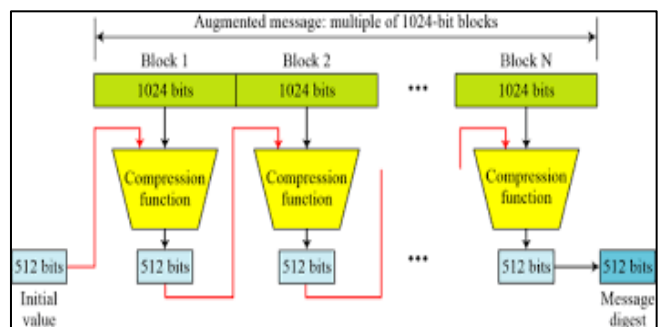 Augmented message: multiple of 1024-bit blocks
Block 1 Block 2 Block N
1024 bits 1024 bits ••• 1024 bits
Compression function Compression function Compression function
512 bits 512 bits 512 bits ••• 512 bits 512 bits
Initial value
Message digest